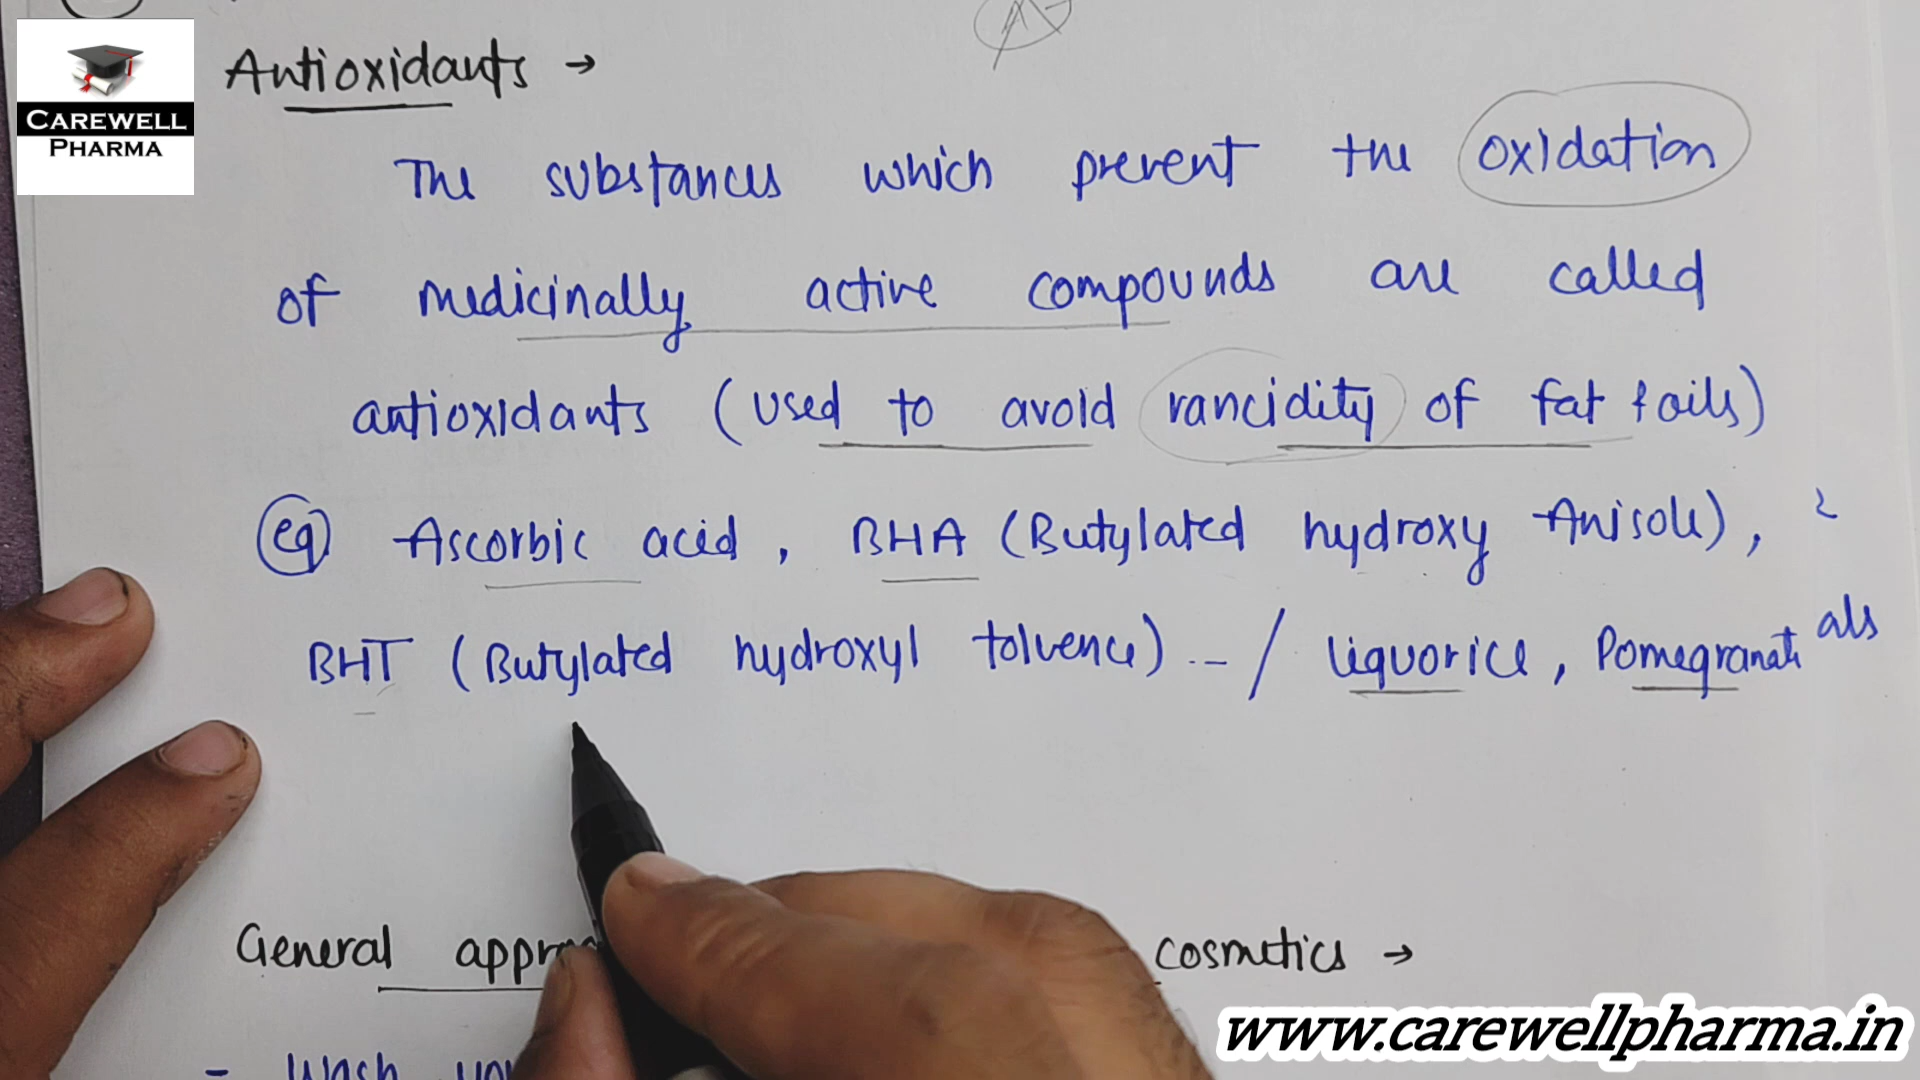 CAREWELL
PHARMA
Antioxidants →
The substances which prevent the oxidation
of medicinally active compounds are called
antioxidants (used to avoid rancidity of fat & oils)
eg Ascorbic acid, BHA (Butylated hydroxy Anisole),
BHT (Butylated hydroxyl toluence) -- / liquorice, Pomegranate als
General cosmetics →
- Wash
www.carewellpharma.in